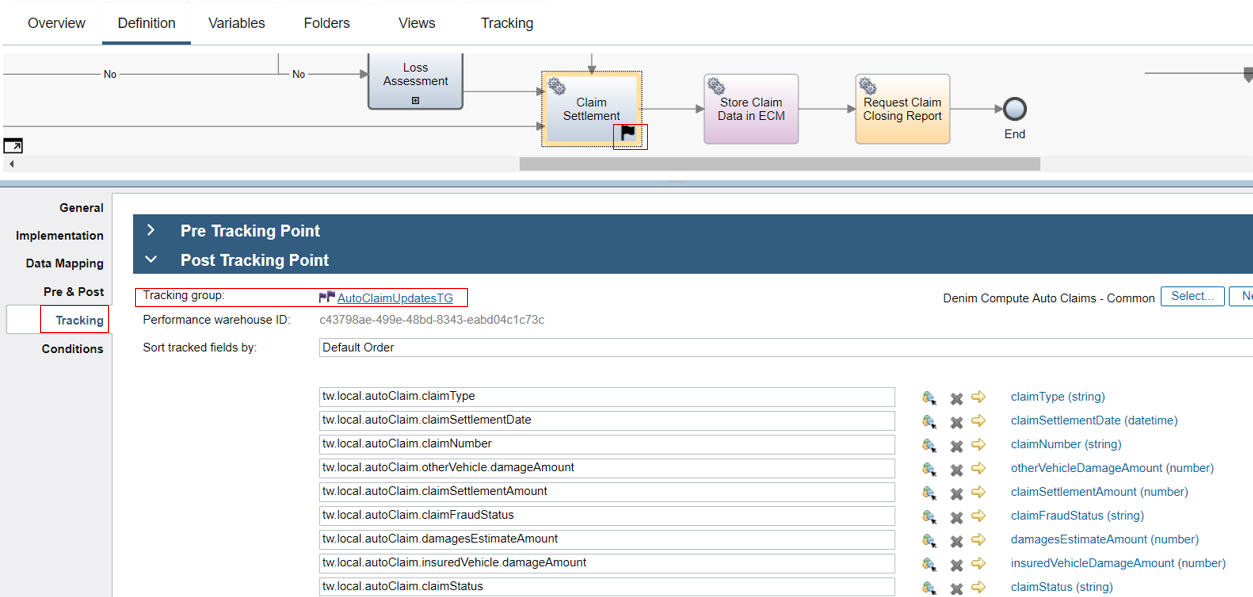 Overview Definition Variables Folders Views Tracking
No
No
Loss
Assessment
Claim
Settlement
Store Claim
Data in ECM
Request Claim
Closing Report
End
General
Implementation
Data Mapping
Pre & Post
Tracking
Conditions
Pre Tracking Point
Post Tracking Point
Tracking group: AutoClaimUpdatesTG Denim Compute Auto Claims - Common Select...
Performance warehouse ID: c43798ae-499e-48bd-8343-eabd04c1c73c
Sort tracked fields by: Default Order
tw.local.autoClaim.claimType claimType (string)
tw.local.autoClaim.claimSettlementDate claimSettlementDate (datetime)
tw.local.autoClaim.claimNumber claimNumber (string)
tw.local.autoClaim.otherVehicle.damageAmount otherVehicleDamageAmount (number)
tw.local.autoClaim.claimSettlementAmount claimSettlementAmount (number)
tw.local.autoClaim.claimFraudStatus claimFraudStatus (string)
tw.local.autoClaim.damagesEstimateAmount damagesEstimateAmount (number)
tw.local.autoClaim.insuredVehicle.damageAmount insuredVehicleDamageAmount (number)
tw.local.autoClaim.claimStatus claimStatus (string)